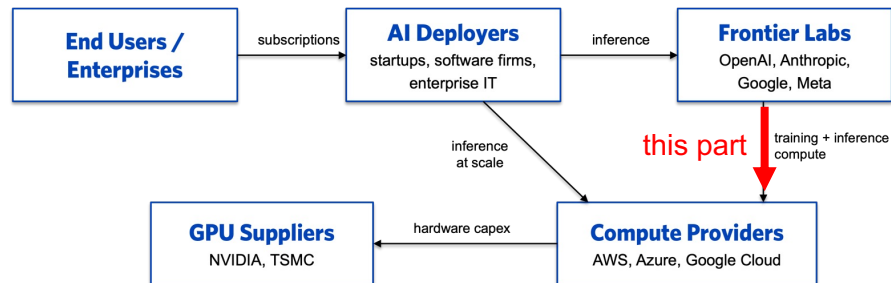 End Users /
Enterprises
subscriptions
AI Deployers
startups, software firms,
enterprise IT
inference
Frontier Labs
OpenAI, Anthropic,
Google, Meta
inference
at scale
this part
training + inference
compute
GPU Suppliers
NVIDIA, TSMC
hardware capex
Compute Providers
AWS, Azure, Google Cloud